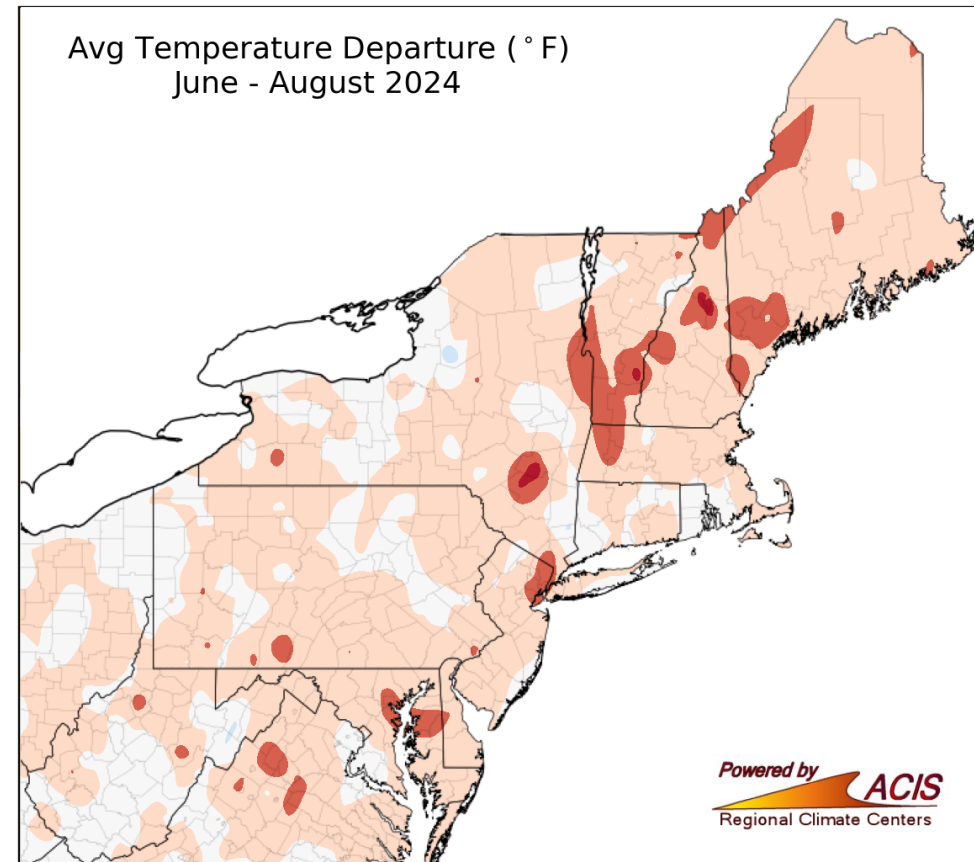 Avg Temperature Departure (°F)
June - August 2024
Powered by
ACIS
Regional Climate Centers